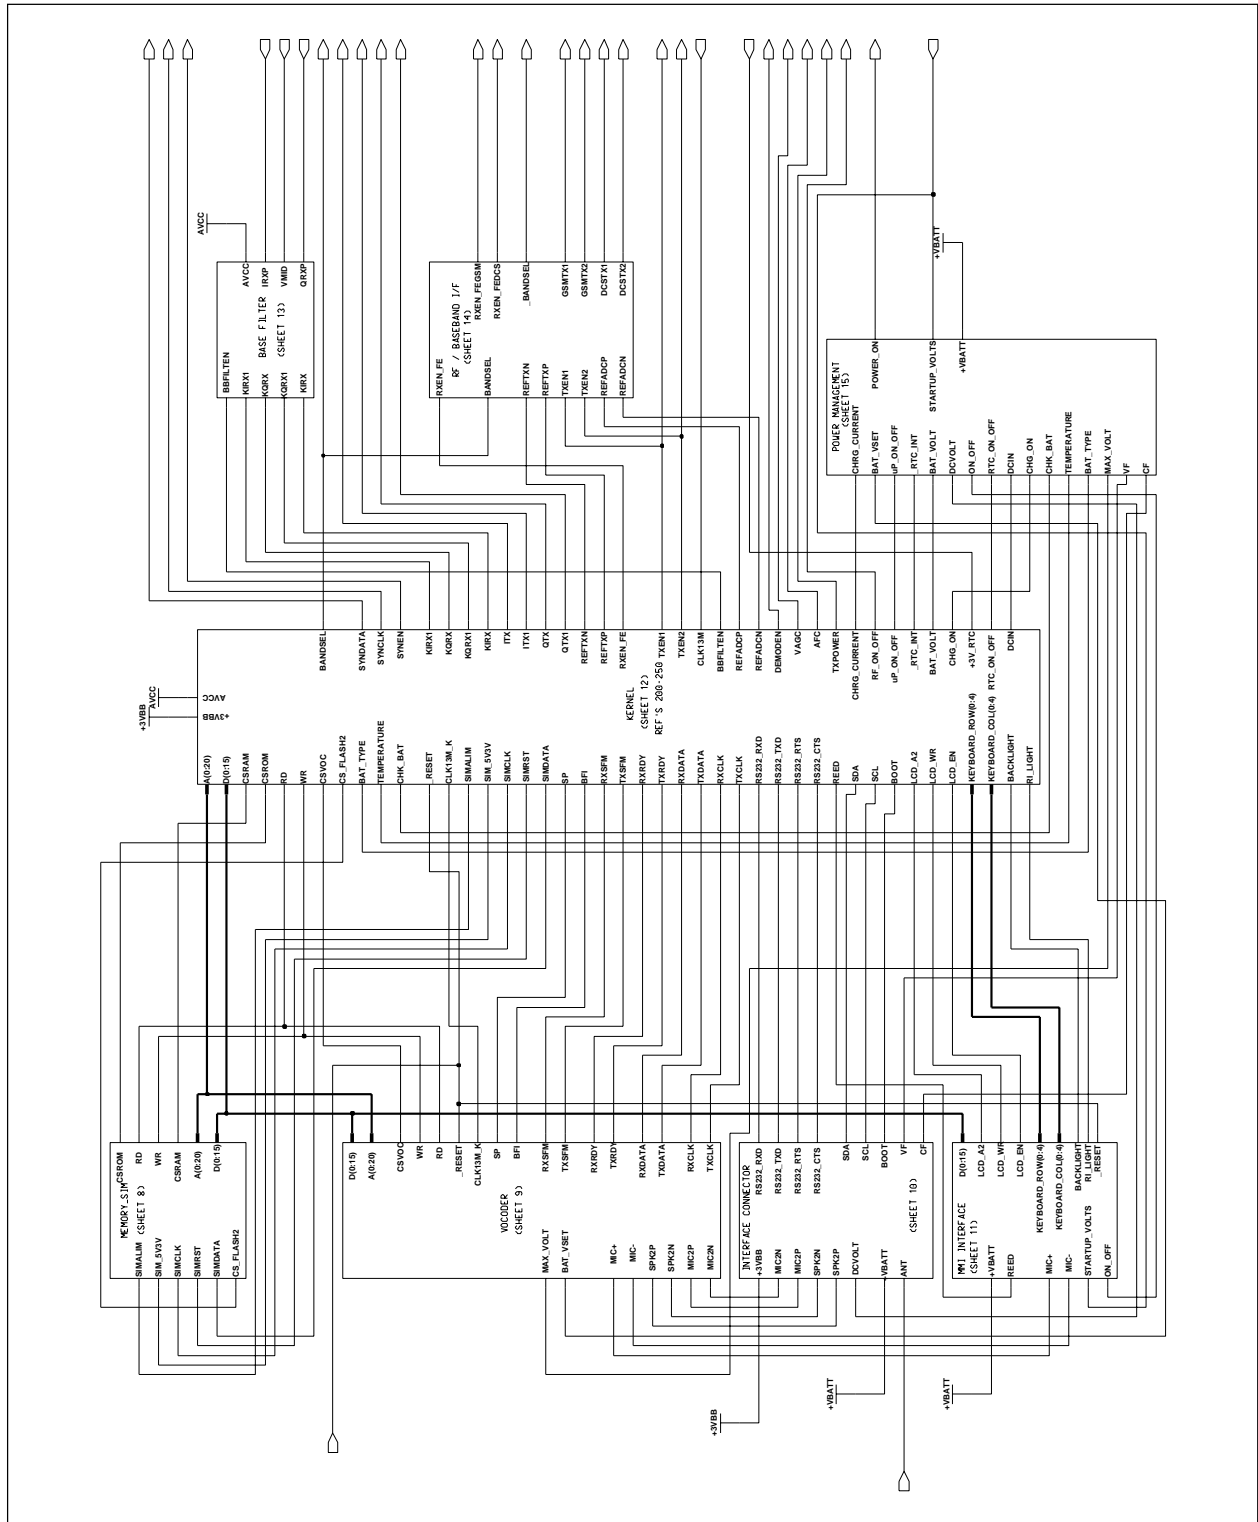 AVCC
AVCC
IRXP
VMID
QRXP
BASE FILTER
(SHEET 13)
BBFILTEN
KIRX1
KQRX
KQRX1
KIRX
RXEN_FEGSM
RXEN_FEDCS
_BANDSEL
GSMTX1
GSMTX2
DCSTX1
DCSTX2
RF / BASEBAND I/F
(SHEET 14)
RXEN_FE
BANDSEL
REFTXN
REFTXP
TXEN1
TXEN2
REFADCP
REFADCN
+VBATT
POWER_ON
STARTUP_VOLTS
+VBATT
POWER MANAGEMENT
(SHEET 15)
CHRG_CURRENT
BAT_VSET
uP_ON_OFF
_RTC_INT
BAT_VOLT
DCVOLT
ON_OFF
RTC_ON_OFF
DCIN
CHG_ON
CHK_BAT
TEMPERATURE
BAT_TYPE
MAX_VOLT
VF
CF
+3VBB
AVCC
+3VBB
AVCC
BANDSEL
SYNDATA
SYNCLK
SYNEN
KIRX1
KQRX
KQRX1
KIRX
ITX
ITX1
QTX
QTX1
REFTXN
REFTXP
RXEN_FE
TXEN1
TXEN2
CLK13M
BBFILTEN
REFADCP
REFADCN
DEMODEN
VAGC
AFC
TXPOWER
CHRG_CURRENT
RF_ON_OFF
uP_ON_OFF
_RTC_INT
BAT_VOLT
CHG_ON
+3V_RTC
RTC_ON_OFF
DCIN
KERNEL
(SHEET 12)
REF'S 200-250
A(0:20)
D(0:15)
CSRAM
CSROM
RD
WR
CSVOC
CS_FLASH2
BAT_TYPE
TEMPERATURE
CHK_BAT
_RESET
CLK13M_K
SIMALIM
SIM_5V3V
SIMCLK
SIMRST
SIMDATA
SP
BFI
RXSFM
TXSFM
RXRDY
TXRDY
RXDATA
TXDATA
RXCLK
TXCLK
RS232_RXD
RS232_TXD
RS232_RTS
RS232_CTS
REED
SDA
SCL
BOOT
LCD_A2
LCD_WR
LCD_EN
KEYBOARD_ROW(0:4)
KEYBOARD_COL(0:4)
BACKLIGHT
RI_LIGHT
CSROM
RD
WR
CSRAM
A(0:20)
D(0:15)
MEMORY_SIM
(SHEET 8)
SIMALIM
SIM_5V3V
SIMCLK
SIMRST
SIMDATA
CS_FLASH2
D(0:15)
A(0:20)
CSVOC
WR
RD
_RESET
CLK13M_K
SP
BFI
RXSFM
TXSFM
RXRDY
TXRDY
RXDATA
TXDATA
RXCLK
TXCLK
VOCODER
(SHEET 9)
MAX_VOLT
BAT_VSET
MIC+
MIC-
SPK2P
SPK2N
MIC2P
MIC2N
RS232_RXD
RS232_TXD
RS232_RTS
RS232_CTS
SDA
SCL
BOOT
VF
CF
INTERFACE CONNECTOR
(SHEET 10)
+3VBB
MIC2N
MIC2P
SPK2N
SPK2P
DCVOLT
+VBATT
ANT
D(0:15)
LCD_A2
LCD_WR
LCD_EN
KEYBOARD_ROW(0:4)
KEYBOARD_COL(0:4)
BACKLIGHT
RI_LIGHT
_RESET
MMI INTERFACE
(SHEET 11)
+VBATT
REED
MIC+
MIC-
STARTUP_VOLTS
ON_OFF
+3VBB
+VBATT
+VBATT